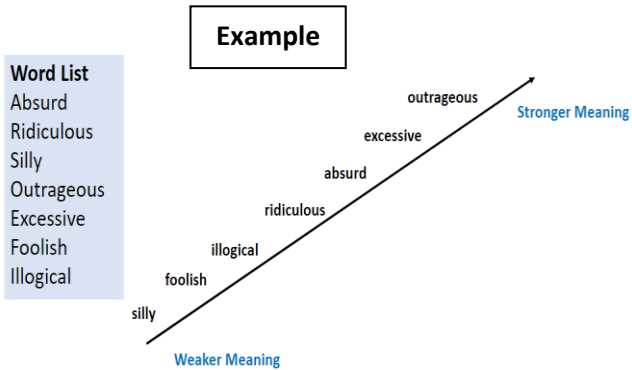 Example
Word List
Absurd
Ridiculous
Silly
Outrageous
Excessive
Foolish
Illogical
outrageous
Stronger Meaning
excessive
absurd
ridiculous
illogical
foolish
silly
Weaker Meaning